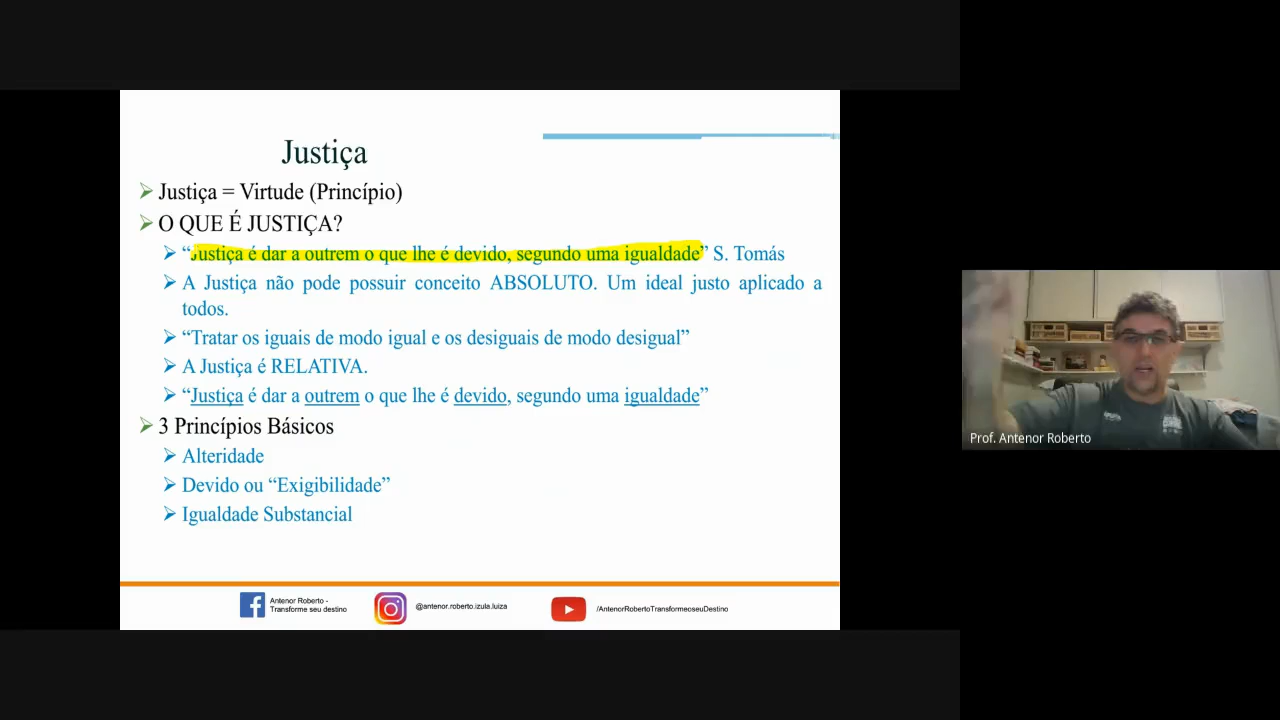 Justiça
Justiça = Virtude (Princípio)
O QUE É JUSTIÇA?
“Justiça é dar a outrem o que lhe é devido, segundo uma igualdade” S. Tomás
A Justiça não pode possuir conceito ABSOLUTO. Um ideal justo aplicado a
todos.
“Tratar os iguais de modo igual e os desiguais de modo desigual”
A Justiça é RELATIVA.
“Justiça é dar a outrem o que lhe é devido, segundo uma igualdade”
3 Princípios Básicos
Alteridade
Devido ou “Exigibilidade”
Igualdade Substancial
Antenor Roberto -
Transforme seu destino
@antenor.roberto.izula.luiza
/AntenorRobertoTransformeoseuDestino
Prof. Antenor Roberto